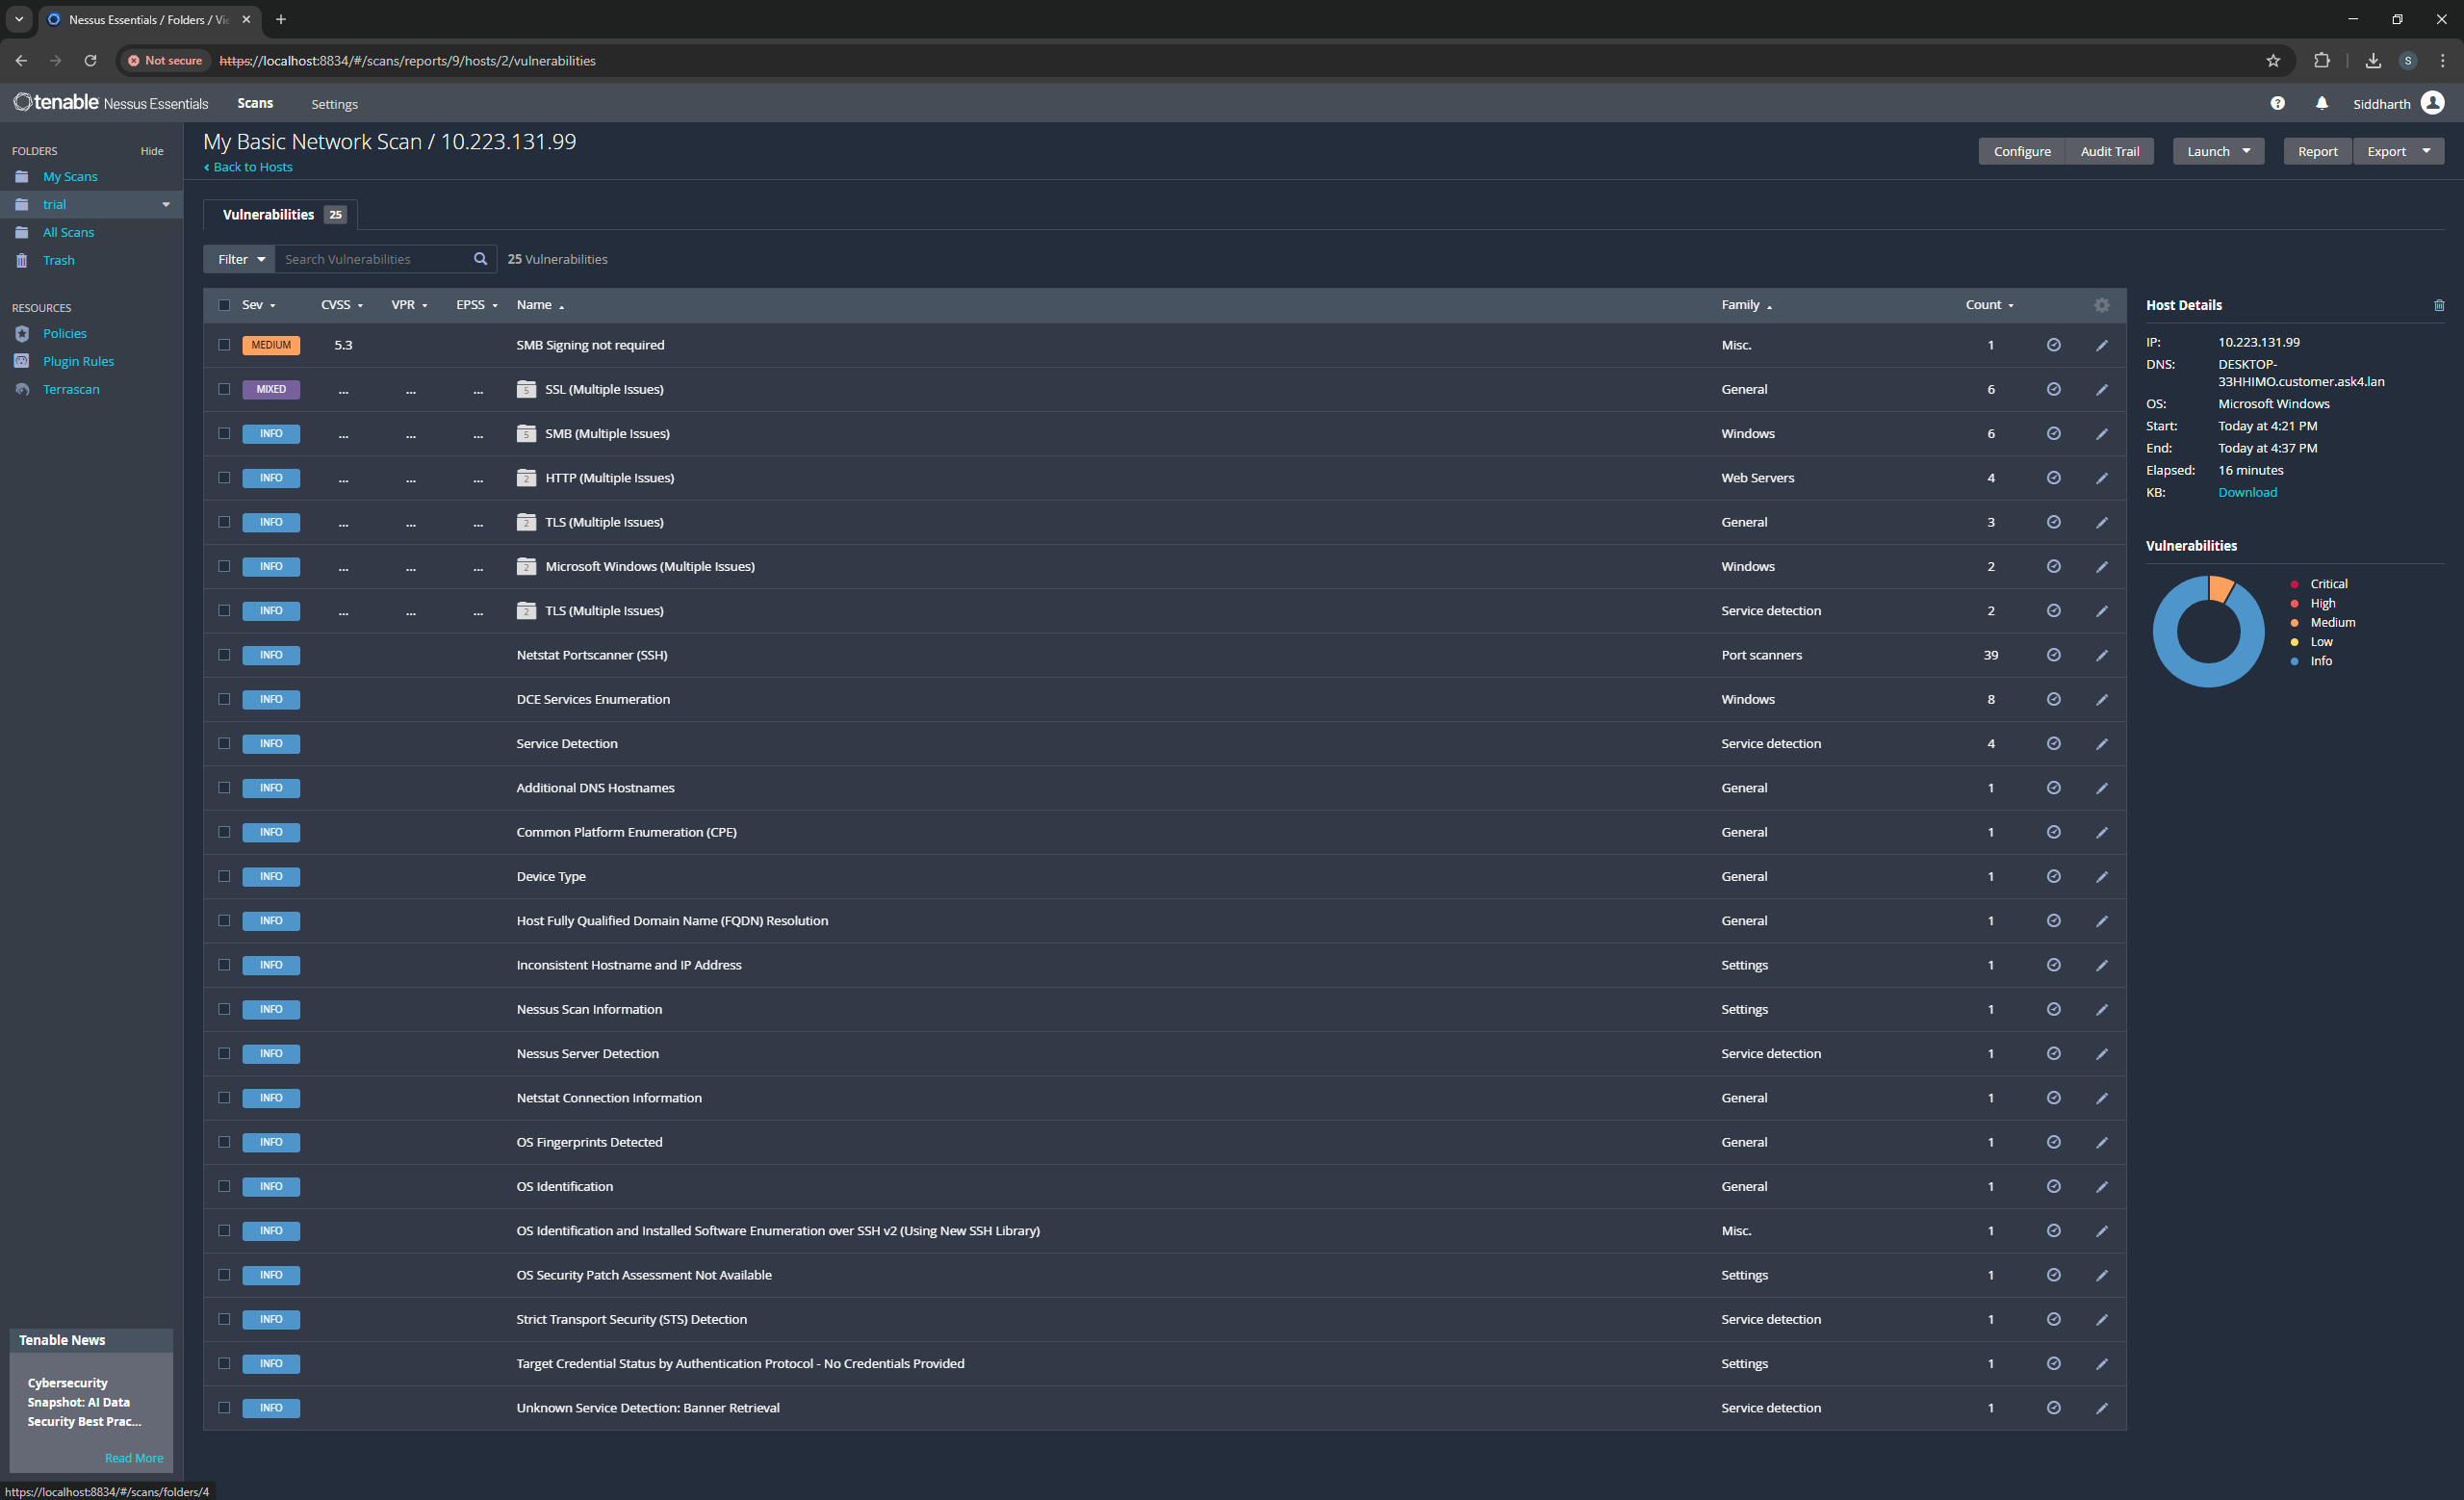 Nessus Essentials / Folders / Vi
Not secure https://localhost:8834/#/scans/reports/9/hosts/2/vulnerabilities
S
tenable Nessus Essentials Scans Settings Siddharth
FOLDERS Hide
My Scans
trial
All Scans
Trash
RESOURCES
Policies
Plugin Rules
Terrascan
Tenable News
Cybersecurity
Snapshot: AI Data
Security Best Prac...
Read More
https://localhost:8834/#/scans/folders/4
My Basic Network Scan / 10.223.131.99
Back to Hosts
Configure Audit Trail Launch Report Export
Vulnerabilities 25
Filter Search Vulnerabilities 25 Vulnerabilities
Sev CVSS VPR EPSS Name Family Count
MEDIUM 5.3 SMB Signing not required Misc. 1
MIXED ... ... ... 5 SSL (Multiple Issues) General 6
INFO ... ... ... 5 SMB (Multiple Issues) Windows 6
INFO ... ... ... 2 HTTP (Multiple Issues) Web Servers 4
INFO ... ... ... 2 TLS (Multiple Issues) General 3
INFO ... ... ... 2 Microsoft Windows (Multiple Issues) Windows 2
INFO ... ... ... 2 TLS (Multiple Issues) Service detection 2
INFO Netstat Portscanner (SSH) Port scanners 39
INFO DCE Services Enumeration Windows 8
INFO Service Detection Service detection 4
INFO Additional DNS Hostnames General 1
INFO Common Platform Enumeration (CPE) General 1
INFO Device Type General 1
INFO Host Fully Qualified Domain Name (FQDN) Resolution General 1
INFO Inconsistent Hostname and IP Address Settings 1
INFO Nessus Scan Information Settings 1
INFO Nessus Server Detection Service detection 1
INFO Netstat Connection Information General 1
INFO OS Fingerprints Detected General 1
INFO OS Identification General 1
INFO OS Identification and Installed Software Enumeration over SSH v2 (Using New SSH Library) Misc. 1
INFO OS Security Patch Assessment Not Available Settings 1
INFO Strict Transport Security (STS) Detection Service detection 1
INFO Target Credential Status by Authentication Protocol - No Credentials Provided Settings 1
INFO Unknown Service Detection: Banner Retrieval Service detection 1
Host Details
IP: 10.223.131.99
DNS: DESKTOP-
33HHIMO.customer.ask4.lan
OS: Microsoft Windows
Start: Today at 4:21 PM
End: Today at 4:37 PM
Elapsed: 16 minutes
KB: Download
Vulnerabilities
Critical
High
Medium
Low
Info